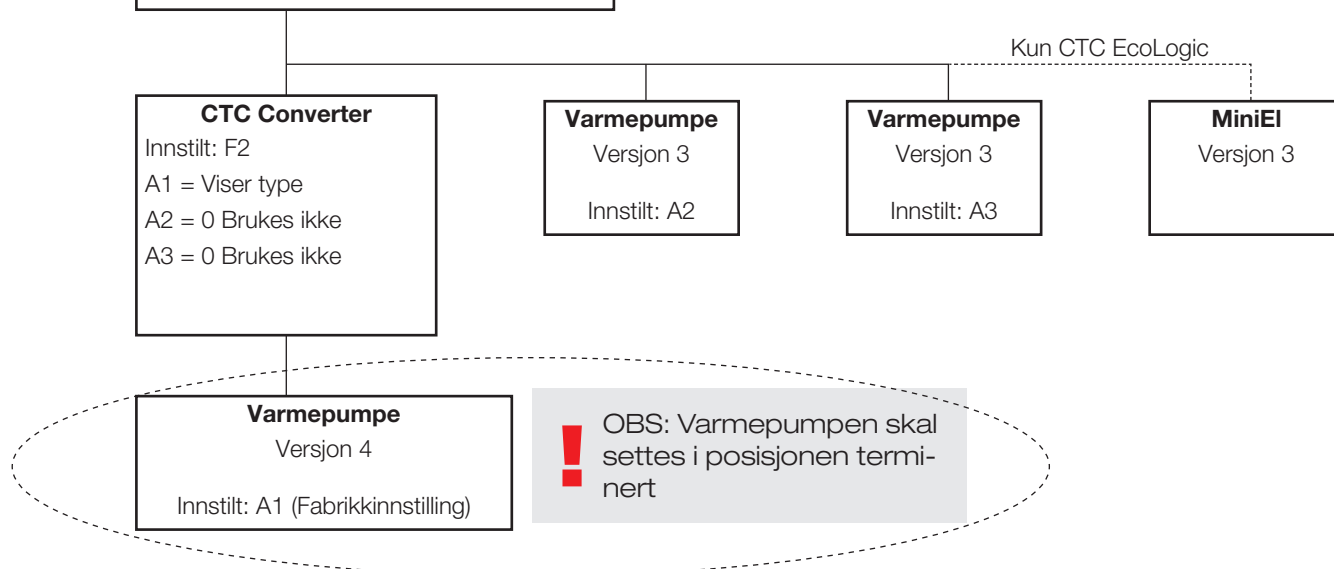 Kun CTC EcoLogic
CTC Converter
Innstilt: F2
A1 = Viser type
A2 = 0 Brukes ikke
A3 = 0 Brukes ikke
Varmepumpe
Versjon 3
Innstilt: A2
Varmepumpe
Versjon 3
Innstilt: A3
MiniEl
Versjon 3
Varmepumpe
Versjon 4
Innstilt: A1 (Fabrikkinnstilling)
!
OBS: Varmepumpen skal
settes i posisjonen termi-
nert